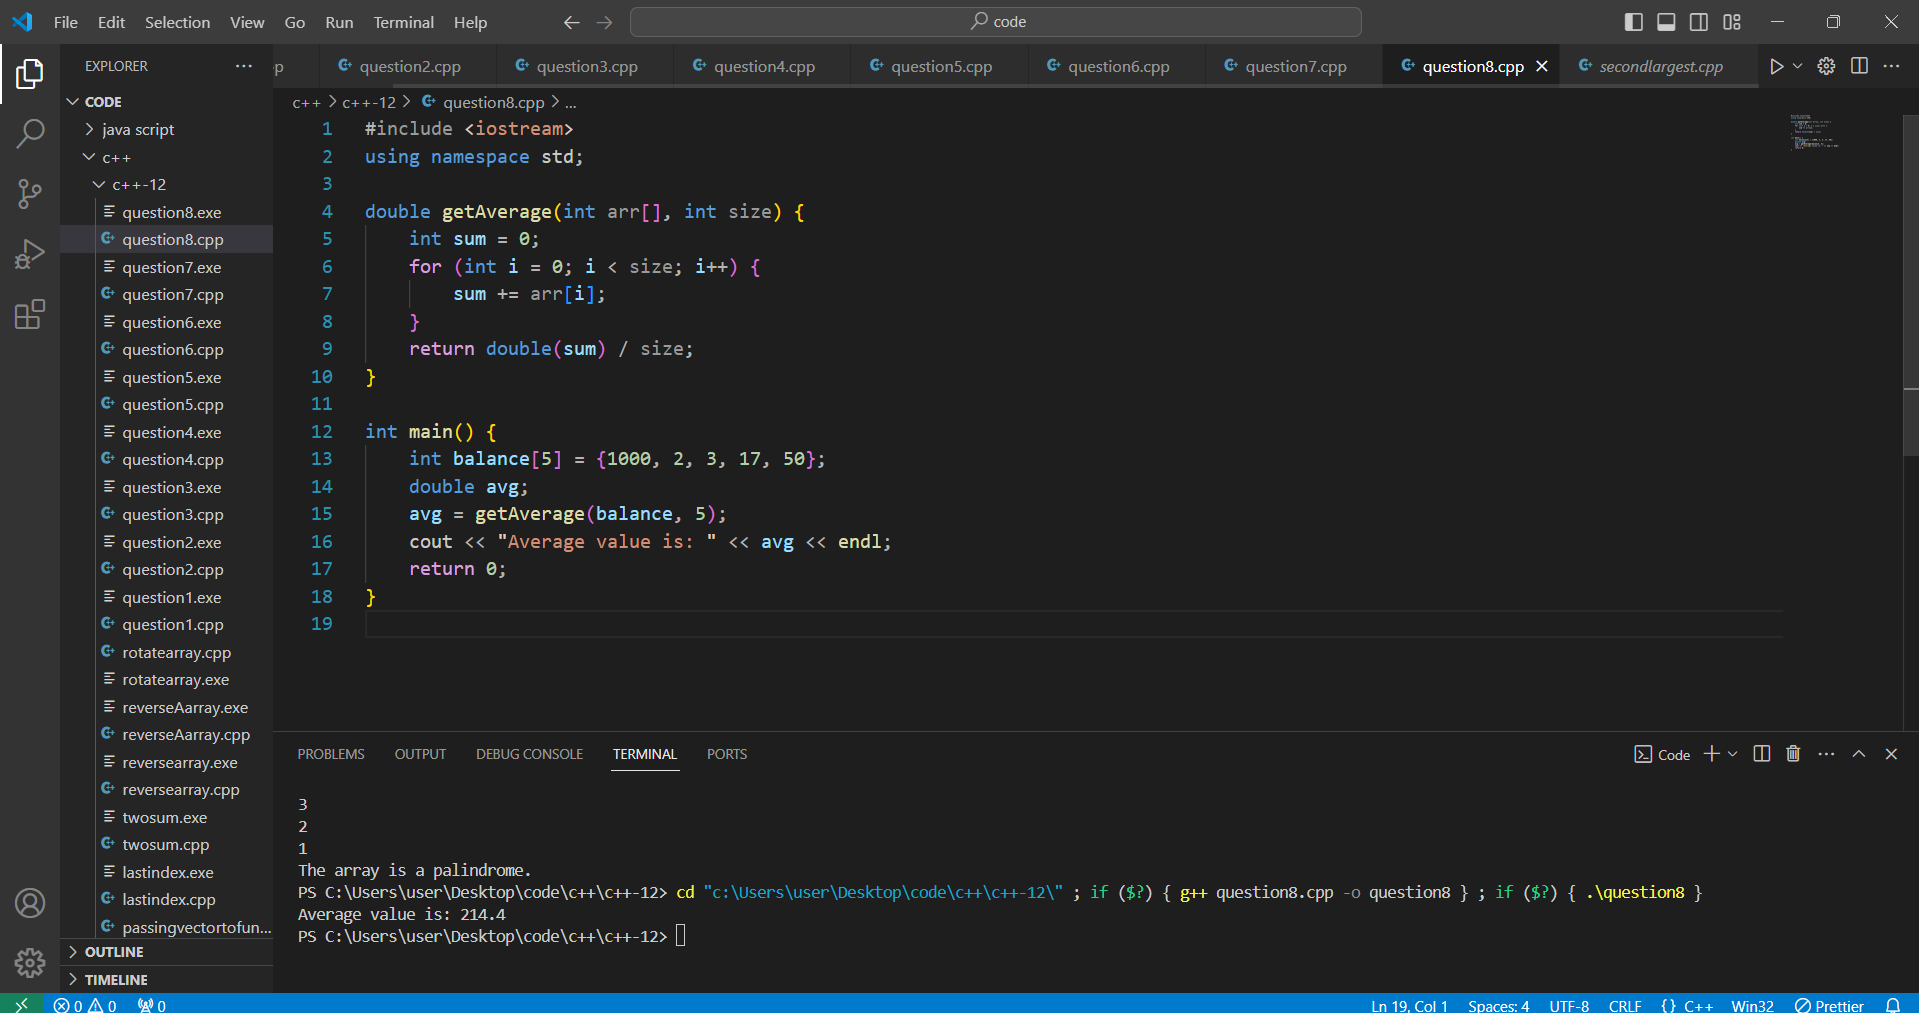 File Edit Selection View Go Run Terminal Help
code
EXPLORER
p question2.cpp question3.cpp question4.cpp question5.cpp question6.cpp question7.cpp question8.cpp secondlargest.cpp
CODE
java script
c++
c++-12
question8.exe
question8.cpp
question7.exe
question7.cpp
question6.exe
question6.cpp
question5.exe
question5.cpp
question4.exe
question4.cpp
question3.exe
question3.cpp
question2.exe
question2.cpp
question1.exe
question1.cpp
rotatearray.cpp
rotatearray.exe
reverseAarray.exe
reverseAarray.cpp
reversearray.exe
reversearray.cpp
twosum.exe
twosum.cpp
lastindex.exe
lastindex.cpp
passingvectortofun...
OUTLINE
TIMELINE
c++ > c++-12 > question8.cpp > ...
1 #include <iostream>
2 using namespace std;
3
4 double getAverage(int arr[], int size) {
5     int sum = 0;
6     for (int i = 0; i < size; i++) {
7         sum += arr[i];
8     }
9     return double(sum) / size;
10 }
11
12 int main() {
13     int balance[5] = {1000, 2, 3, 17, 50};
14     double avg;
15     avg = getAverage(balance, 5);
16     cout << "Average value is: " << avg << endl;
17     return 0;
18 }
19
PROBLEMS OUTPUT DEBUG CONSOLE TERMINAL PORTS
Code
3
2
1
The array is a palindrome.
PS C:\Users\user\Desktop\code\c++\c++-12> cd "c:\Users\user\Desktop\code\c++\c++-12\" ; if ($?) { g++ question8.cpp -o question8 } ; if ($?) { .\question8 }
Average value is: 214.4
PS C:\Users\user\Desktop\code\c++\c++-12>
0 0 0
Ln 19, Col 1 Spaces: 4 UTF-8 CRLF {} C++ Win32 Prettier